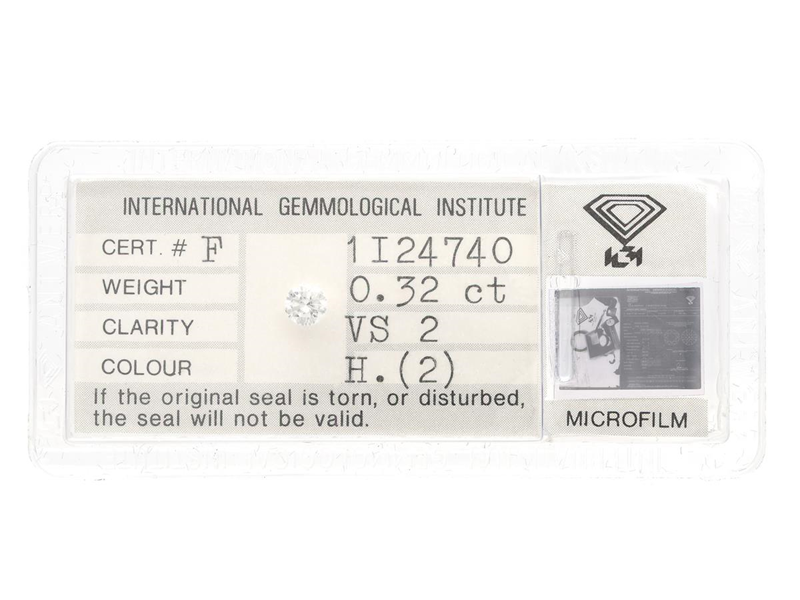 INTERNATIONAL GEMMOLOGICAL INSTITUTE
CERT. # F 1I24740
WEIGHT 0.32 ct
CLARITY VS 2
COLOUR H.(2)
If the original seal is torn, or disturbed,
the seal will not be valid.
MICROFILM